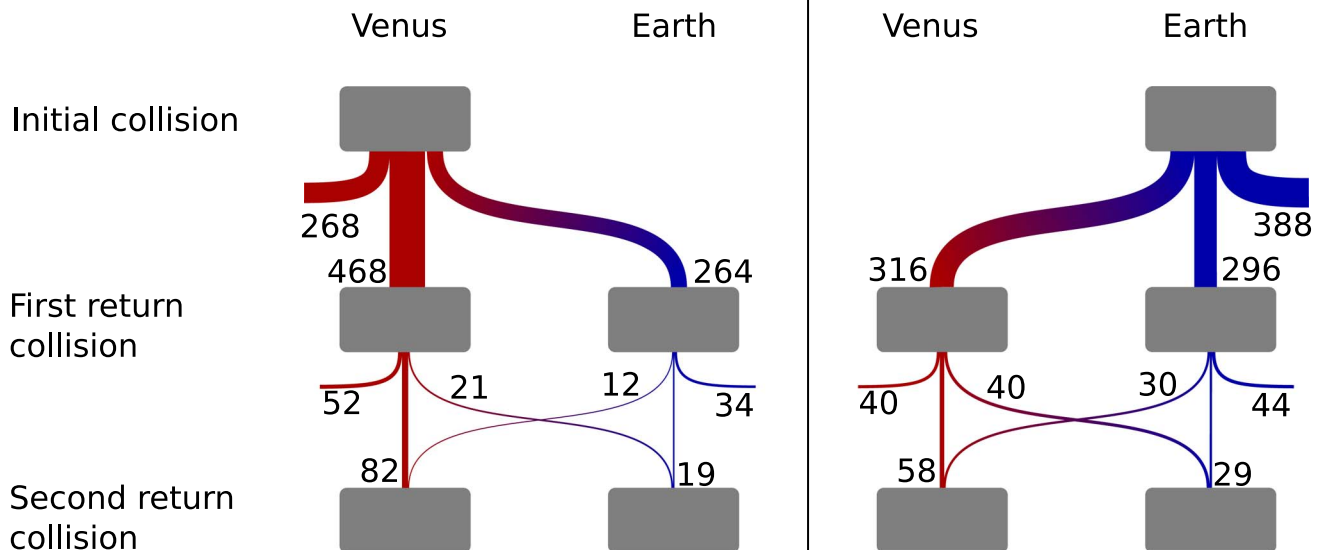 Venus Earth Venus Earth
Initial collision
268 388
468 264 316 296
First return
collision
52 21 12 34 40 40 30 44
82 19 58 29
Second return
collision